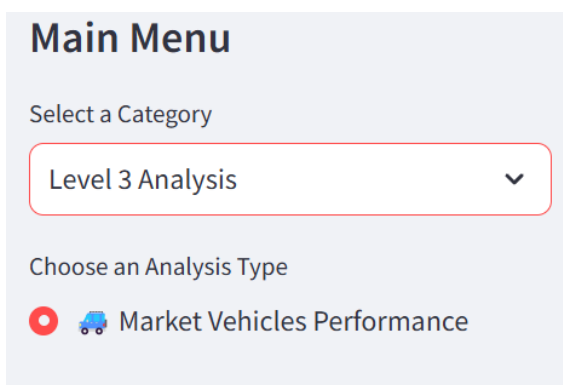 Main Menu
Select a Category
Level 3 Analysis
Choose an Analysis Type
🚙 Market Vehicles Performance